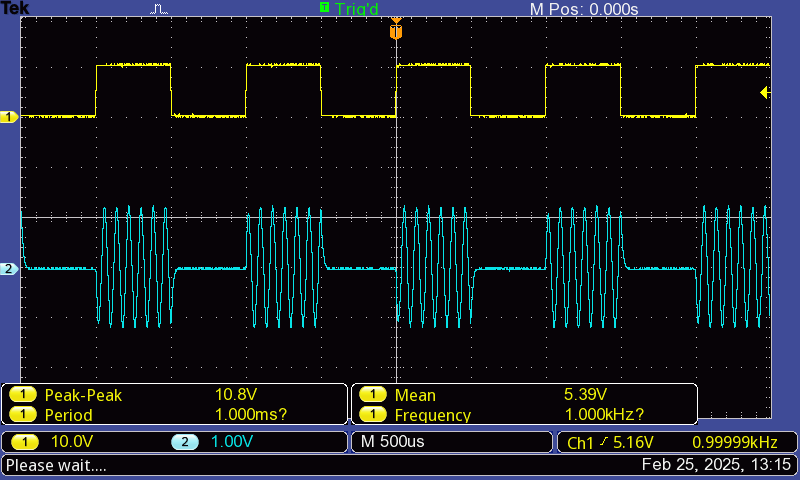 Tek T Trig'd M Pos: 0.000s
T
1
2
1 Peak-Peak 10.8V 1 Mean 5.39V
1 Period 1.000ms? 1 Frequency 1.000kHz?
1 10.0V 2 1.00V M 500us Ch1 5.16V 0.99999kHz
Please wait.... Feb 25, 2025, 13:15